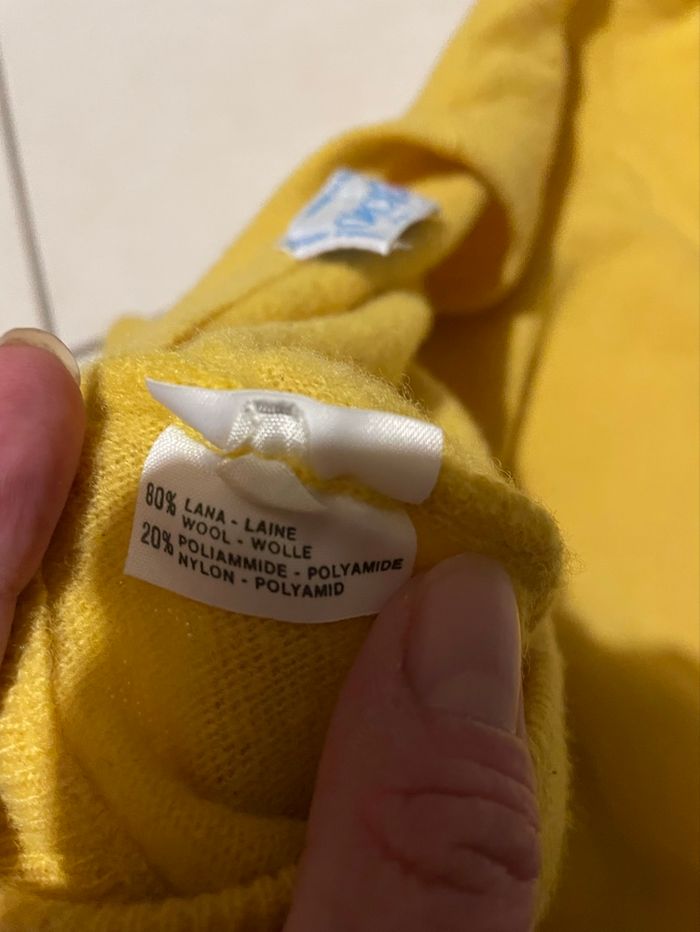 80% LANA - LAINE
WOOL - WOLLE
20% POLIAMMIDE - POLYAMIDE
NYLON - POLYAMID